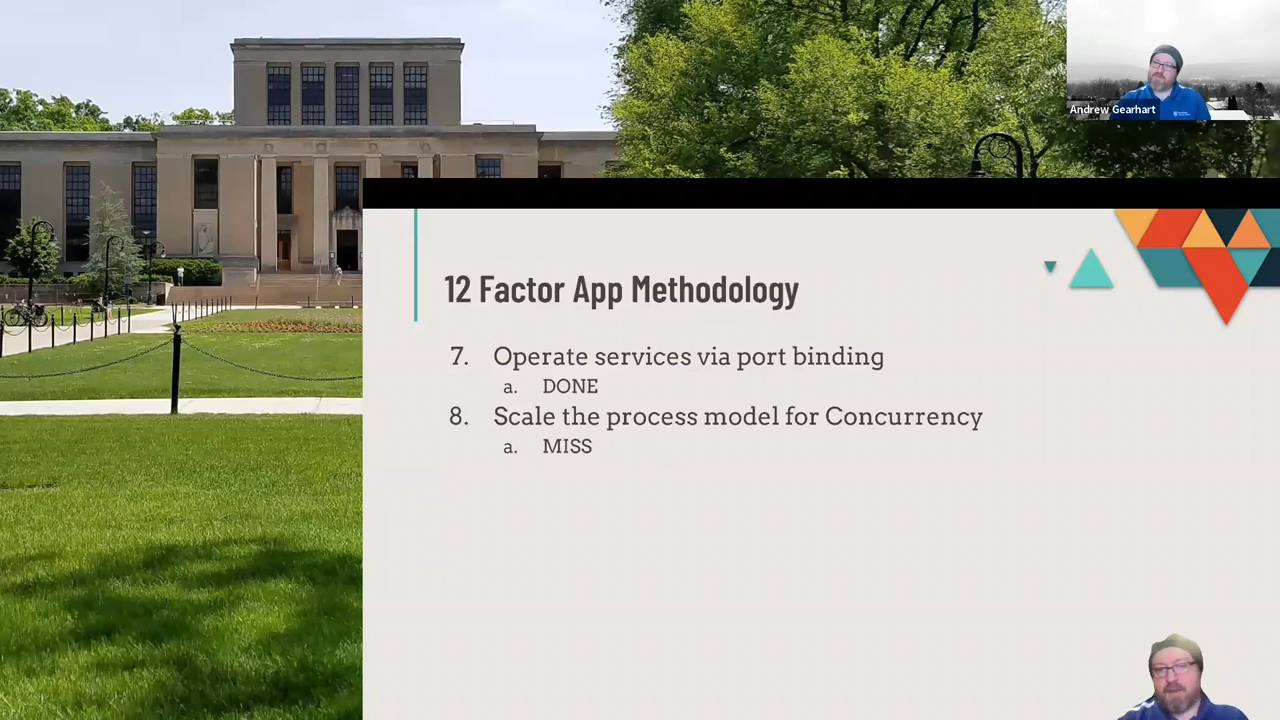 Andrew Gearhart
12 Factor App Methodology
7. Operate services via port binding
a. DONE
8. Scale the process model for Concurrency
a. MISS